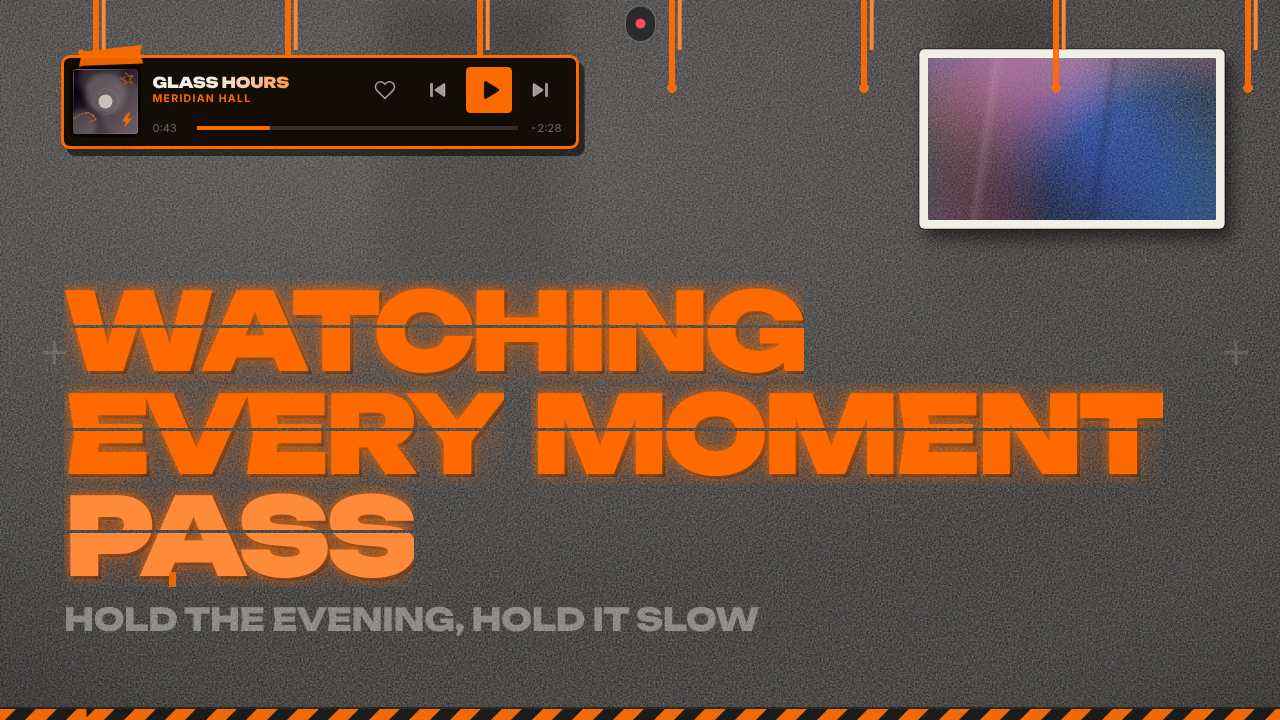 GLASS HOURS
MERIDIAN HALL
0:43
-2:28
WATCHING
EVERY MOMENT
PASS
HOLD THE EVENING, HOLD IT SLOW